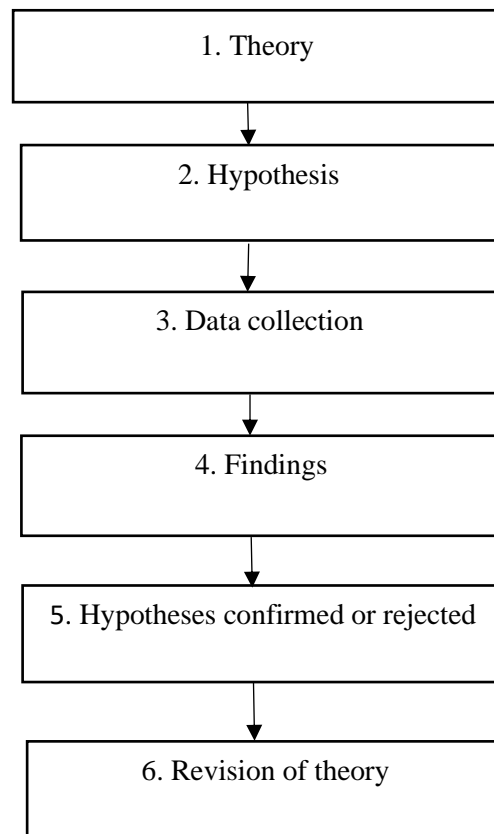 1. Theory
2. Hypothesis
3. Data collection
4. Findings
5. Hypotheses confirmed or rejected
6. Revision of theory